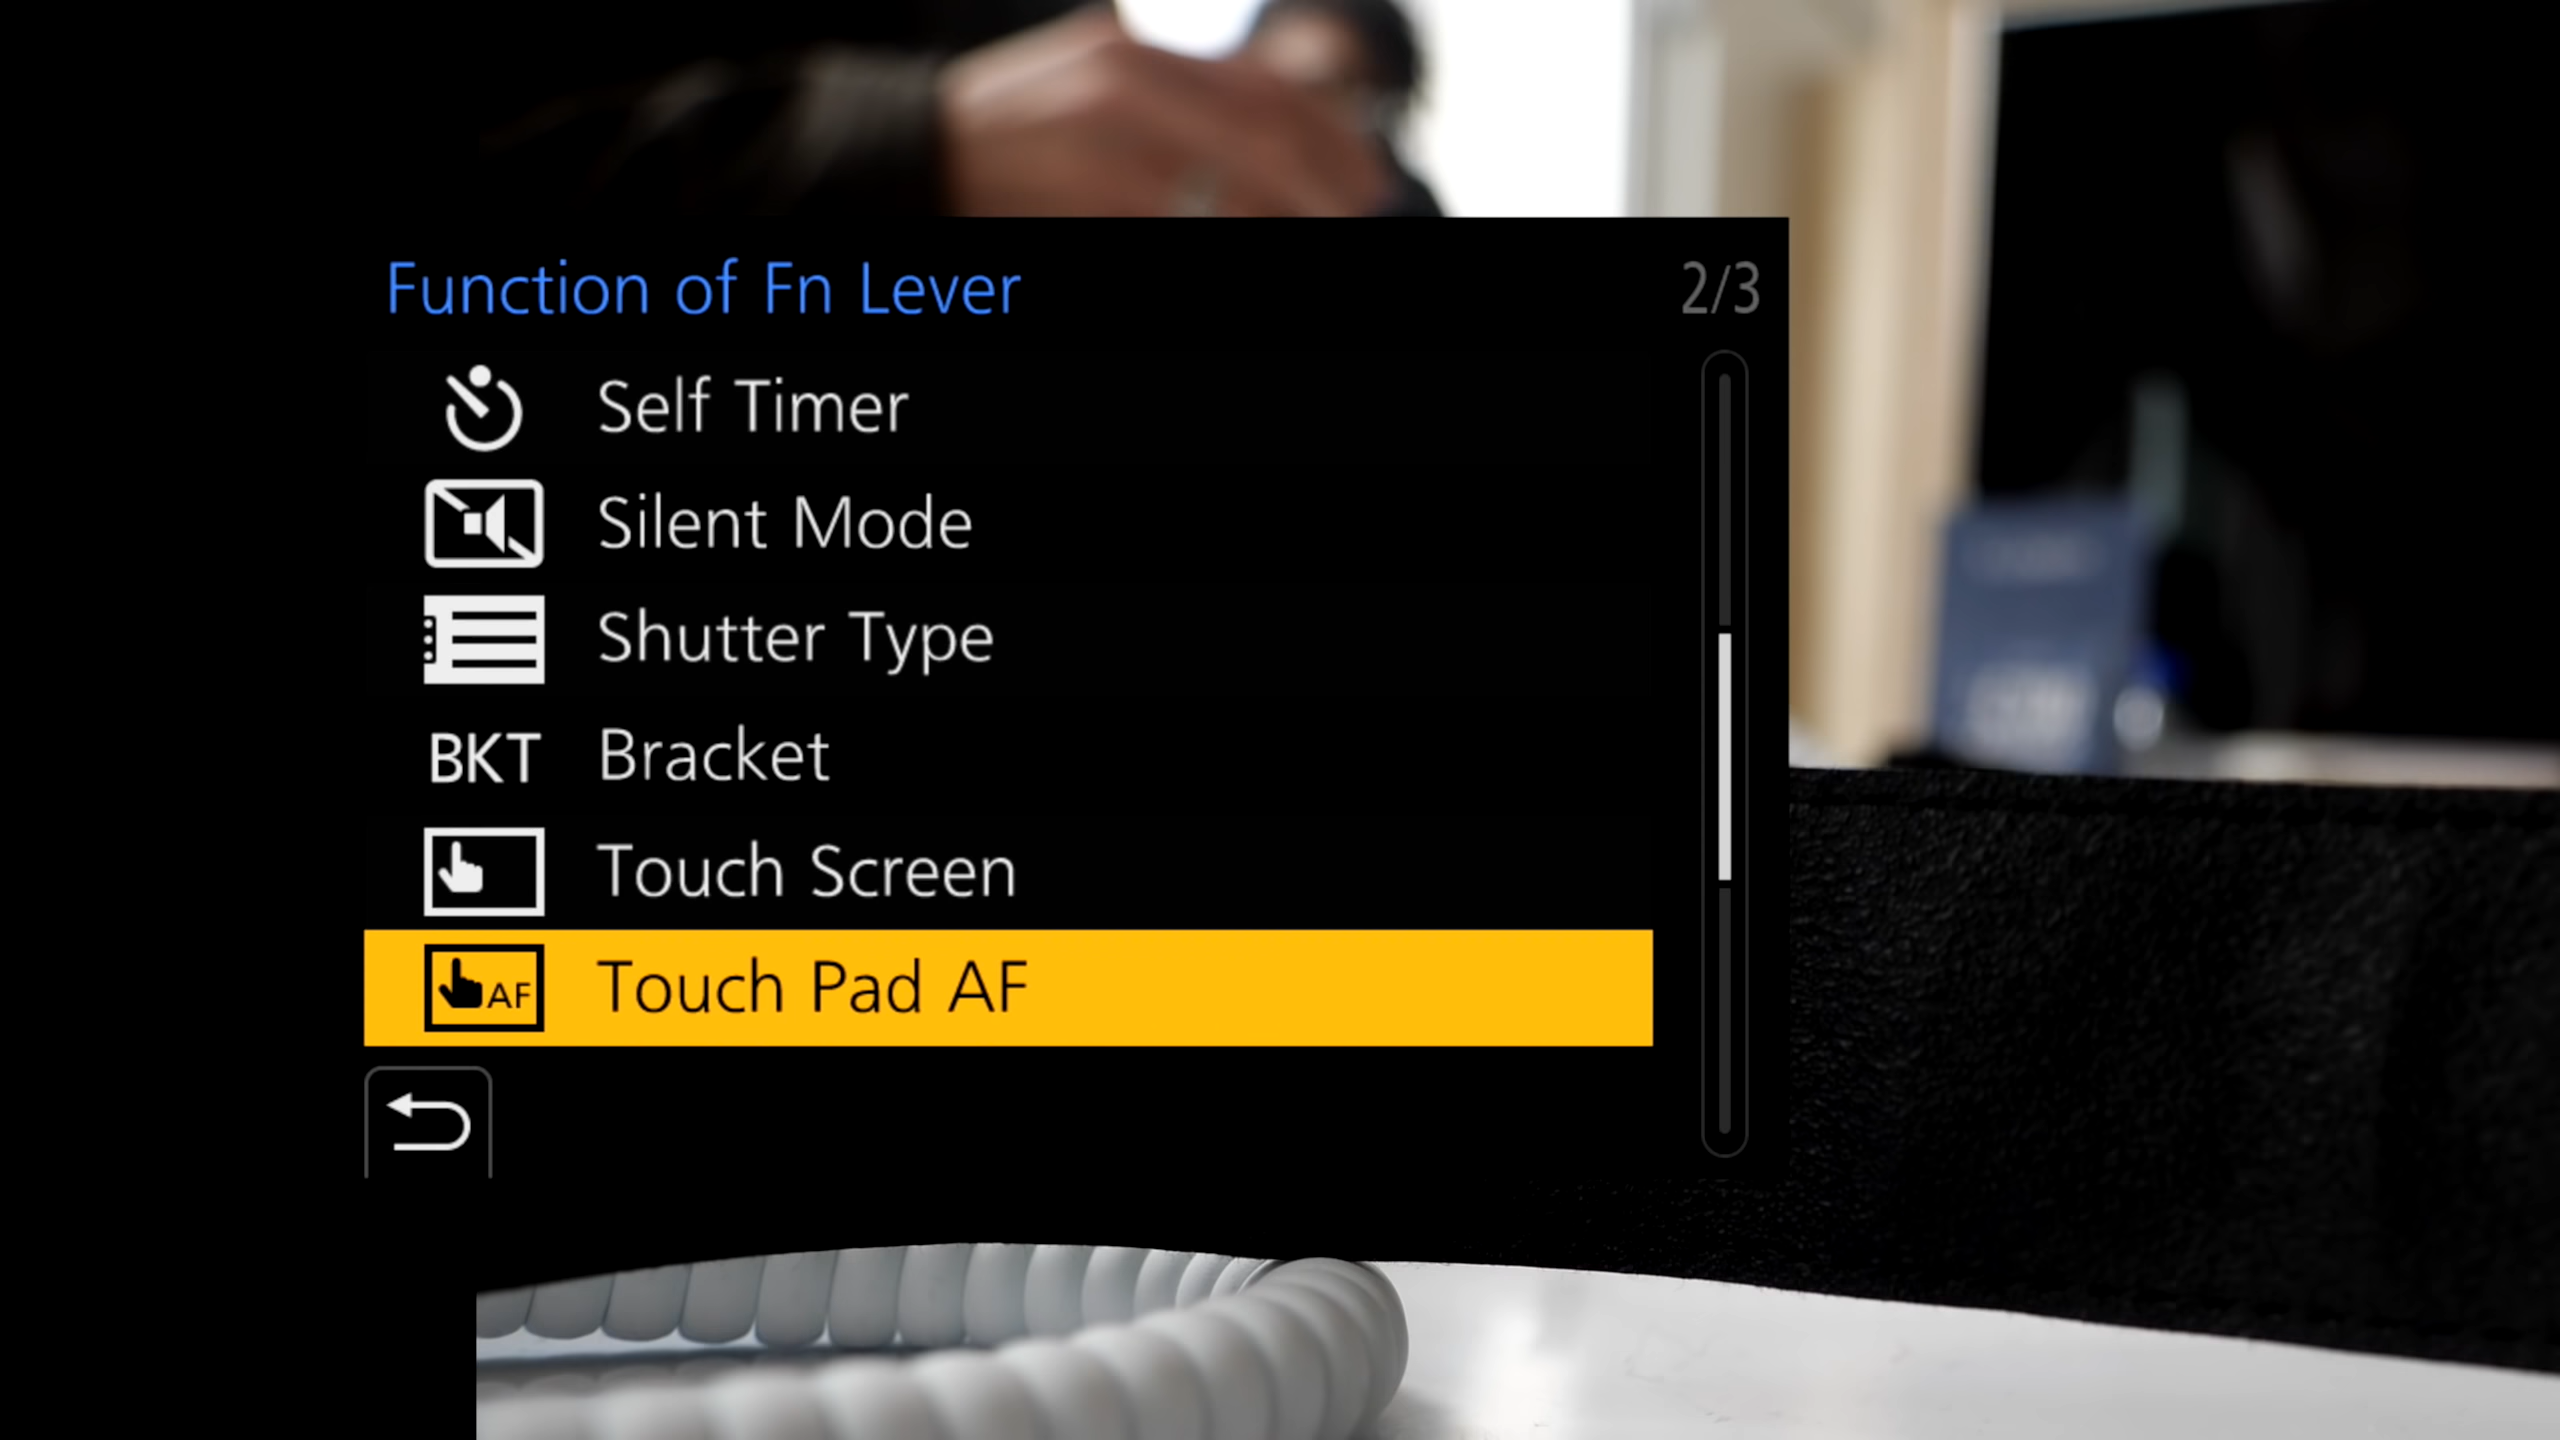 Function of Fn Lever
2/3
Self Timer
Silent Mode
Shutter Type
BKT Bracket
Touch Screen
AF Touch Pad AF